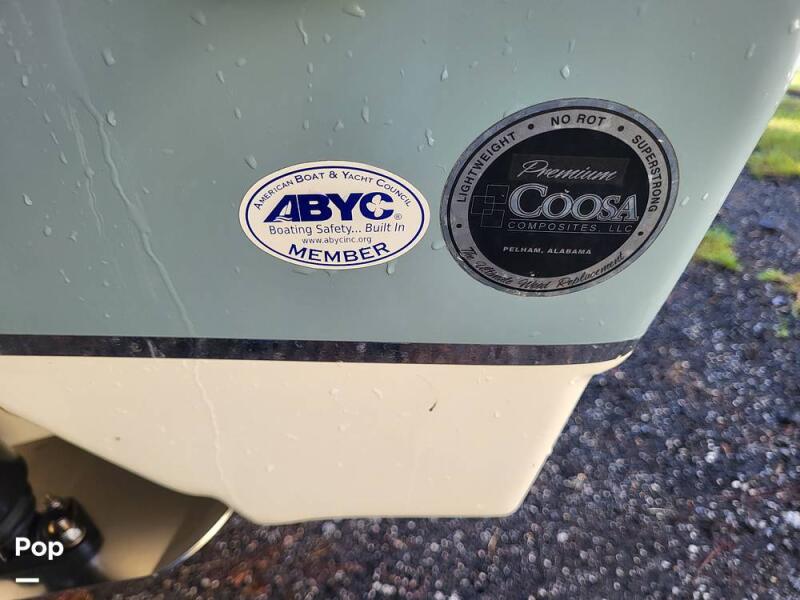 AMERICAN BOAT & YACHT COUNCIL
ABYC®
Boating Safety... Built In
www.abycinc.org
MEMBER
LIGHTWEIGHT • NO ROT • SUPERSTRONG
Premium
COOSA
COMPOSITES, LLC
PELHAM, ALABAMA
The Ultimate Wood Replacement
Pop